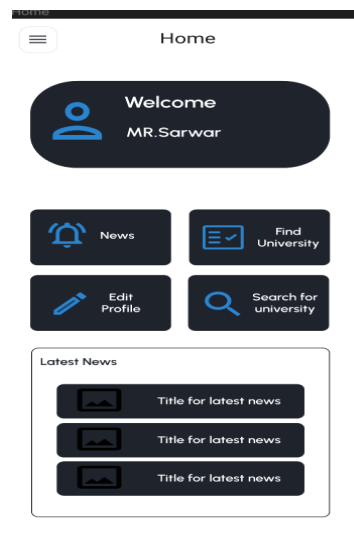 Home
Home
Welcome
MR.Sarwar
News
Find
University
Edit
Profile
Search for
university
Latest News
Title for latest news
Title for latest news
Title for latest news